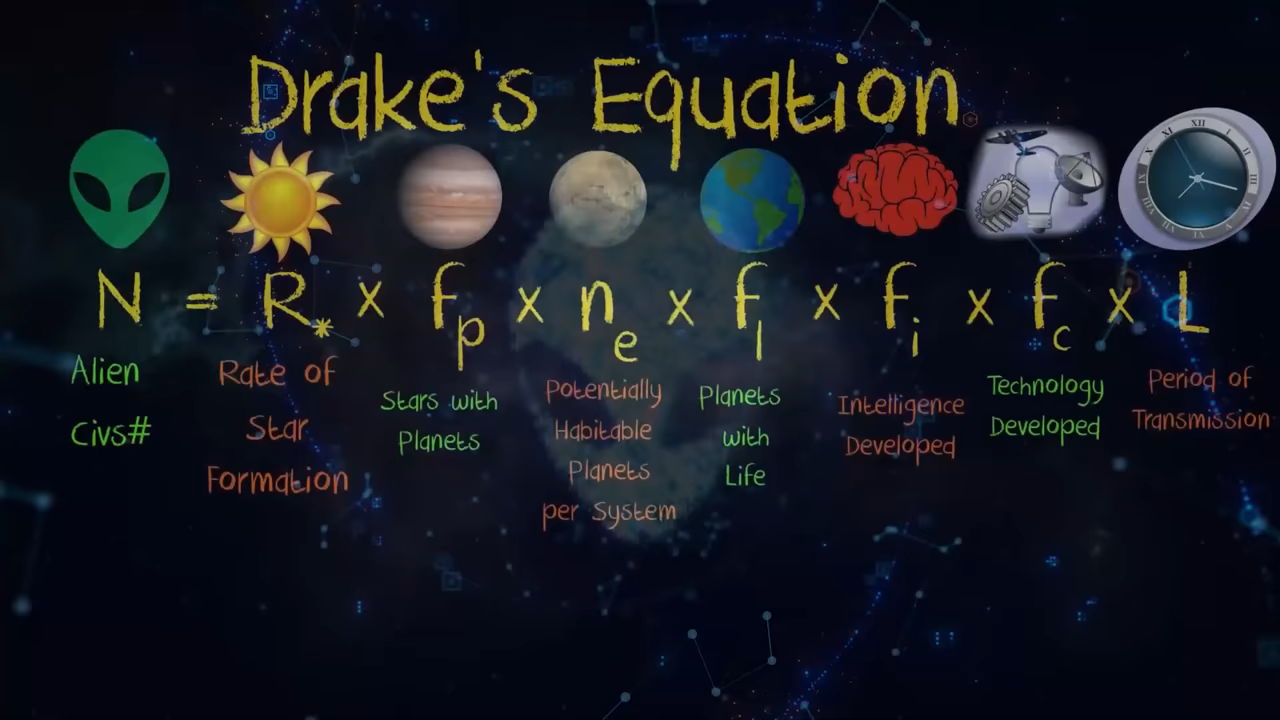 Drake's Equation
N = R* x fp x ne x fl x fi x fc x L
Alien
Civs#
Rate of
Star
Formation
Stars with
Planets
Potentially
Habitable
Planets
per System
Planets
with
Life
Intelligence
Developed
Technology
Developed
Period of
Transmission